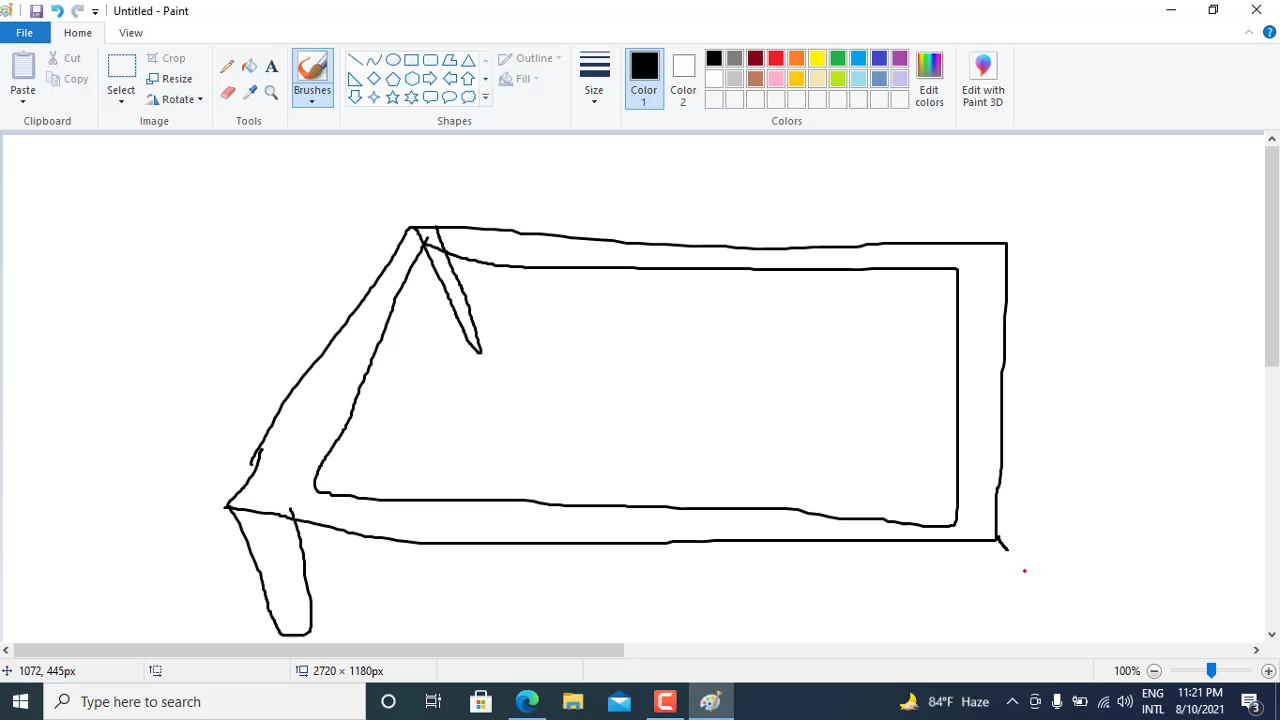 Untitled - Paint
File
Home
View
Paste
Cut
Copy
Clipboard
Select
Crop
Resize
Rotate
Image
Tools
Brushes
Shapes
Outline
Fill
Size
Color
1
Color
2
Edit
colors
Edit with
Paint 3D
Colors
1072, 445px
2720 × 1180px
100%
Type here to search
84°F Haze
ENG
INTL
11:21 PM
8/10/2021
3